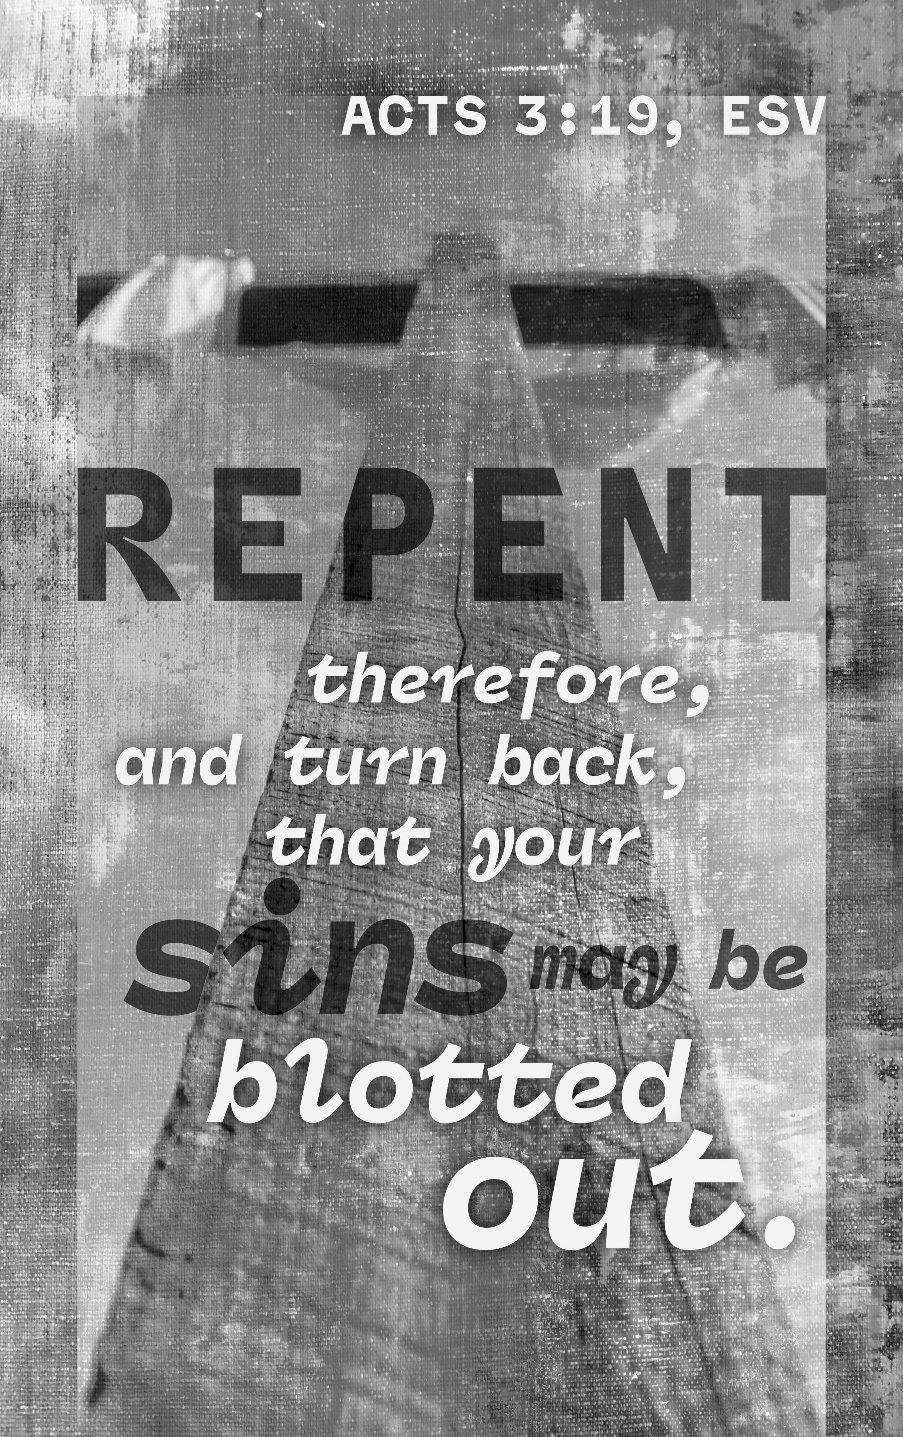 ACTS 3:19, ESV
REPENT
therefore,
and turn back,
that your
sins may be
blotted
out.